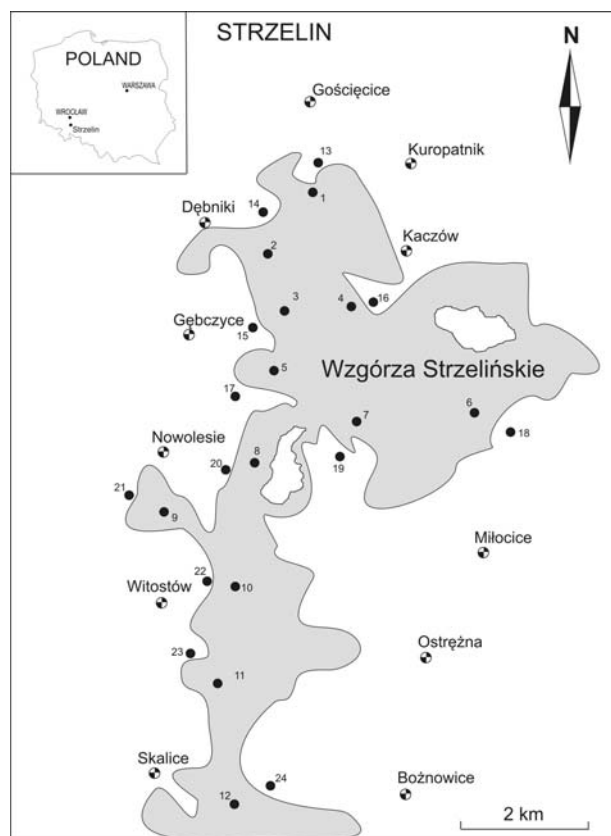 STRZELIN
POLAND
WARSZAWA
WROCŁAW
Strzelin
N
Gościęcice
13
Kuropatnik
1
14
Dębniki
Kaczów
2
16
3
4
Gębczyce
15
Wzgórza Strzelińskie
5
17
6
7
18
Nowolesie
8
19
20
21
9
Miłocice
22
10
Witostów
Ostrężna
23
11
Skalice
24
Bożnowice
12
2 km